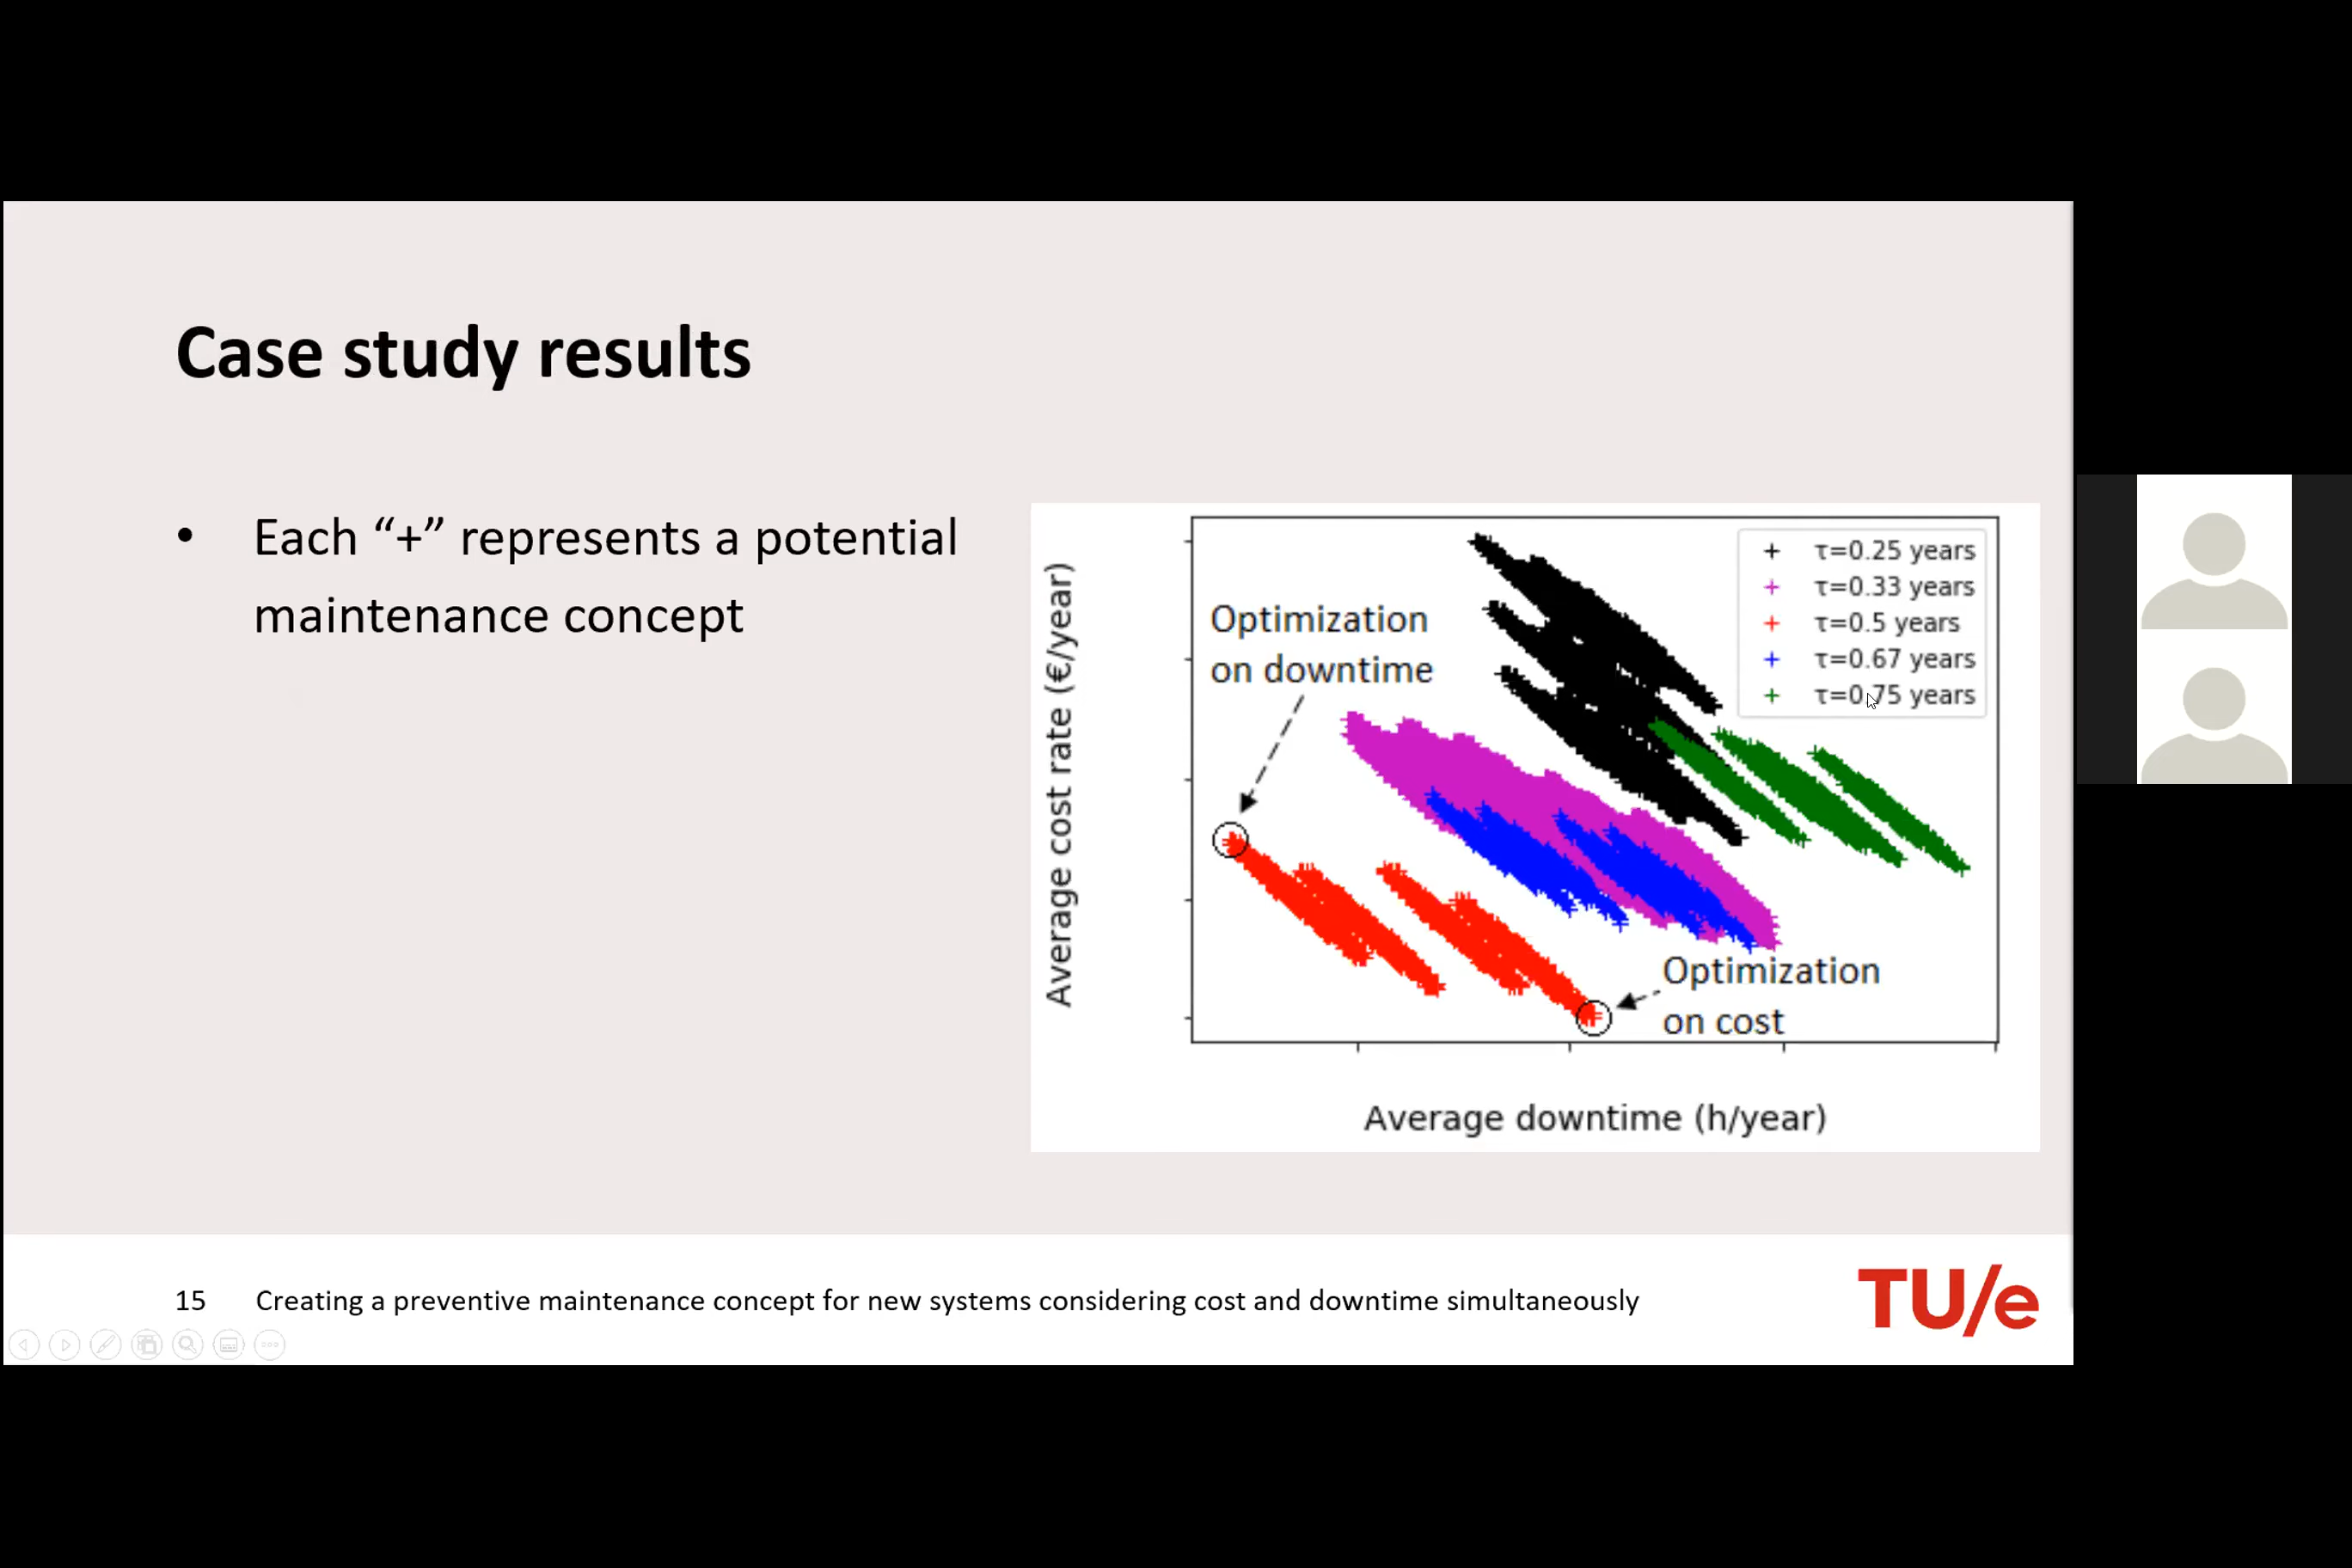 Case study results
• Each “+” represents a potential
maintenance concept
Average cost rate (€/year)
Optimization
on downtime
τ=0.25 years
τ=0.33 years
τ=0.5 years
τ=0.67 years
τ=0.75 years
Optimization
on cost
Average downtime (h/year)
15 Creating a preventive maintenance concept for new systems considering cost and downtime simultaneously
TU/e